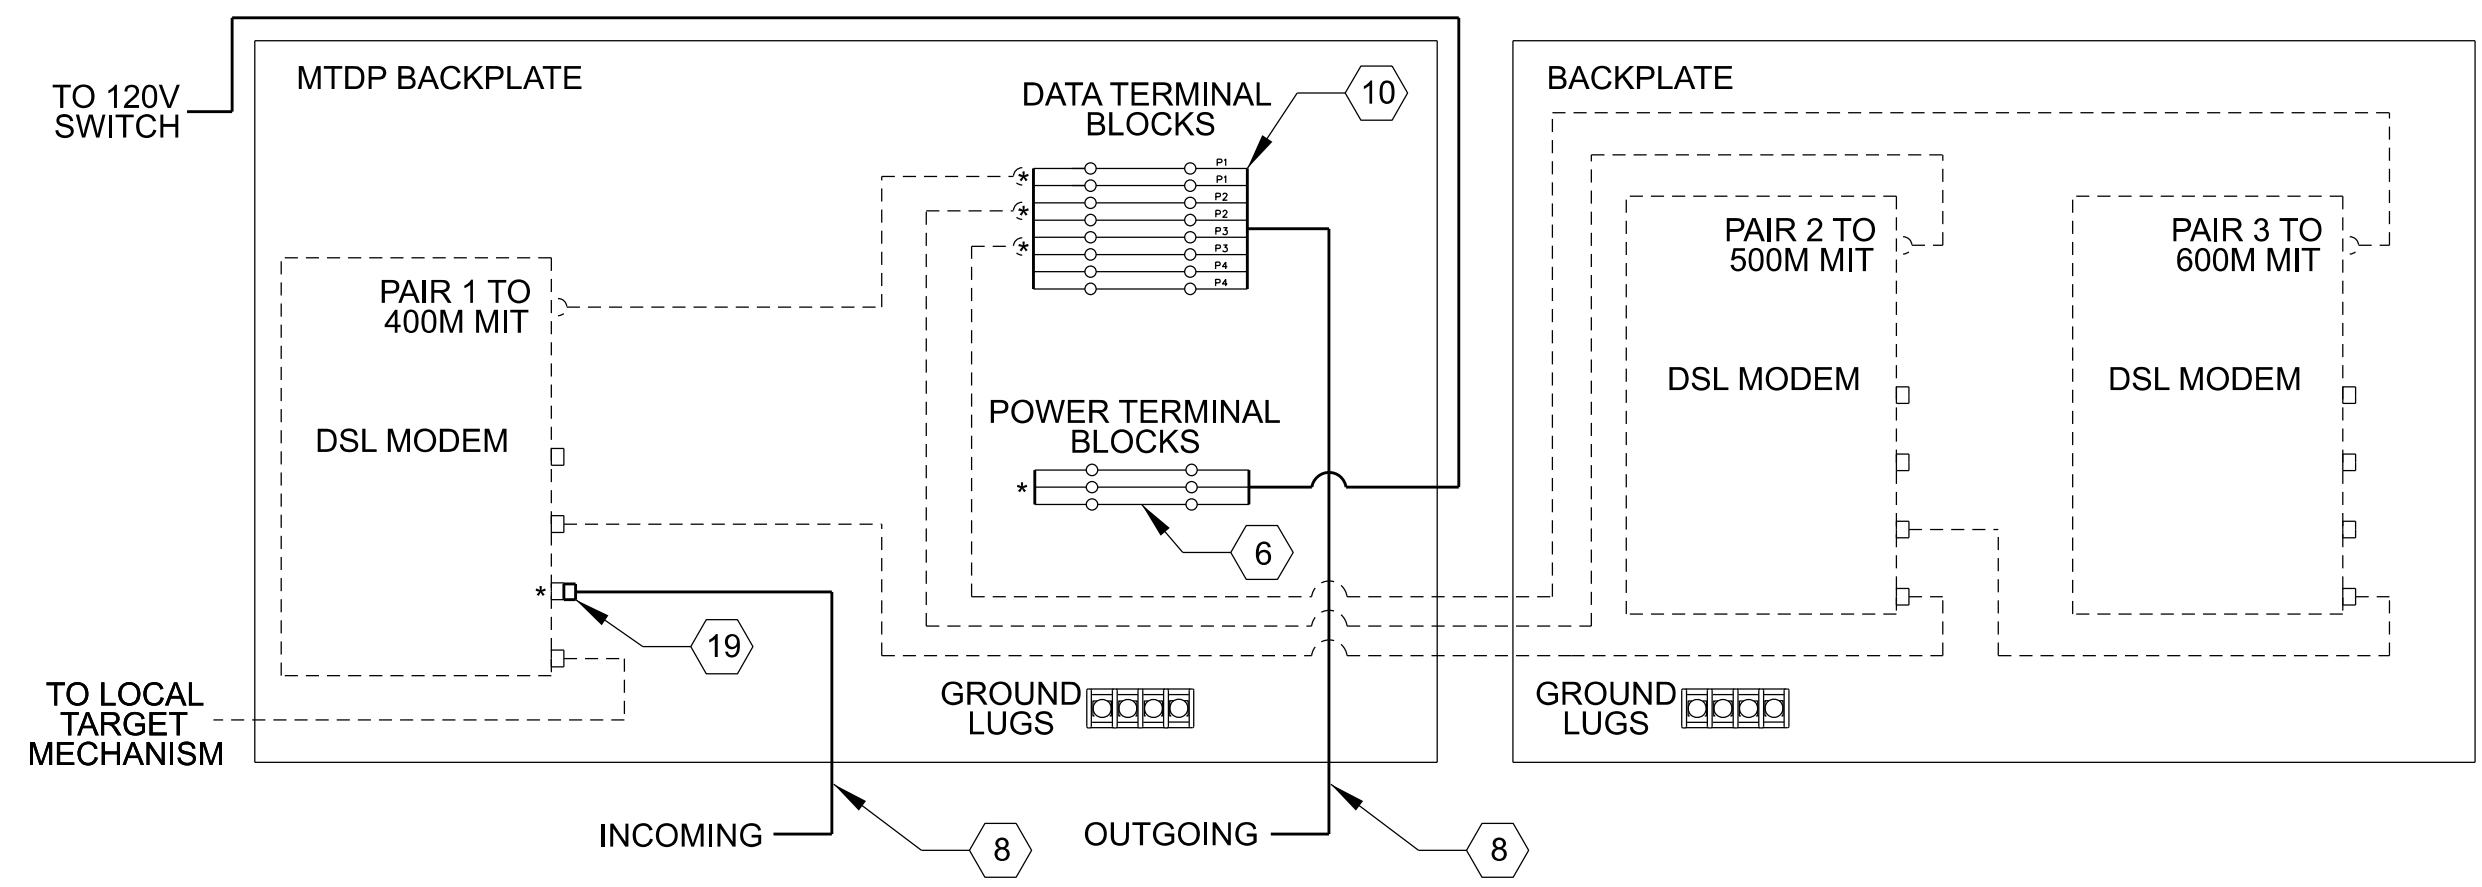 TO 120V
SWITCH
MTDP BACKPLATE
DATA TERMINAL
BLOCKS
10
P1
P1
P2
P2
P3
P3
P4
P4
*
*
*
PAIR 1 TO
400M MIT
DSL MODEM
POWER TERMINAL
BLOCKS
*
6
*
19
TO LOCAL
TARGET
MECHANISM
GROUND
LUGS
INCOMING
8
OUTGOING
8
BACKPLATE
PAIR 2 TO
500M MIT
DSL MODEM
PAIR 3 TO
600M MIT
DSL MODEM
GROUND
LUGS